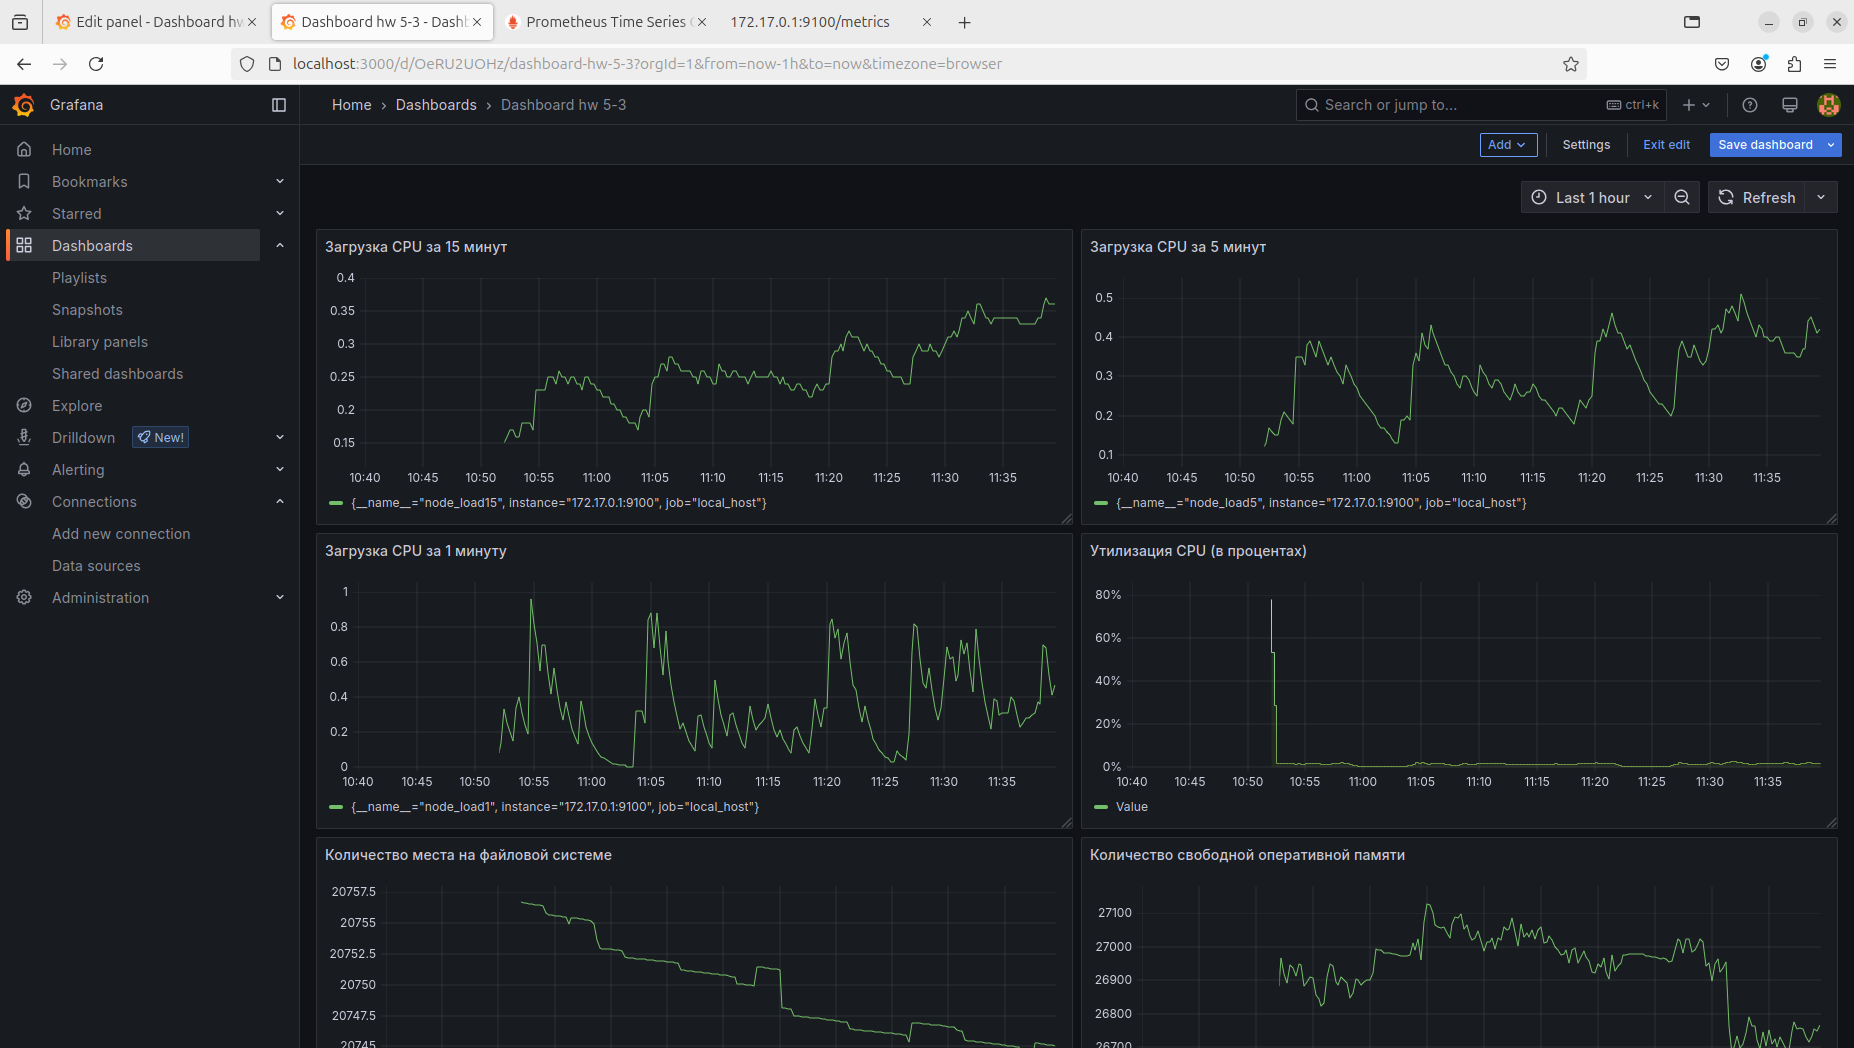 Edit panel - Dashboard hw
Dashboard hw 5-3 - Dashb
Prometheus Time Series
172.17.0.1:9100/metrics
localhost:3000/d/OeRU2UOHz/dashboard-hw-5-3?orgId=1&from=now-1h&to=now&timezone=browser
Grafana
Home › Dashboards › Dashboard hw 5-3
Search or jump to...
ctrl+k
Add
Settings
Exit edit
Save dashboard
Last 1 hour
Refresh
Home
Bookmarks
Starred
Dashboards
Playlists
Snapshots
Library panels
Shared dashboards
Explore
Drilldown
New!
Alerting
Connections
Add new connection
Data sources
Administration
Загрузка CPU за 15 минут
0.4
0.35
0.3
0.25
0.2
0.15
10:40 10:45 10:50 10:55 11:00 11:05 11:10 11:15 11:20 11:25 11:30 11:35
{__name__="node_load15", instance="172.17.0.1:9100", job="local_host"}
Загрузка CPU за 5 минут
0.5
0.4
0.3
0.2
0.1
10:40 10:45 10:50 10:55 11:00 11:05 11:10 11:15 11:20 11:25 11:30 11:35
{__name__="node_load5", instance="172.17.0.1:9100", job="local_host"}
Загрузка CPU за 1 минуту
1
0.8
0.6
0.4
0.2
0
10:40 10:45 10:50 10:55 11:00 11:05 11:10 11:15 11:20 11:25 11:30 11:35
{__name__="node_load1", instance="172.17.0.1:9100", job="local_host"}
Утилизация CPU (в процентах)
80%
60%
40%
20%
0%
10:40 10:45 10:50 10:55 11:00 11:05 11:10 11:15 11:20 11:25 11:30 11:35
Value
Количество места на файловой системе
20757.5
20755
20752.5
20750
20747.5
20745
Количество свободной оперативной памяти
27100
27000
26900
26800
26700